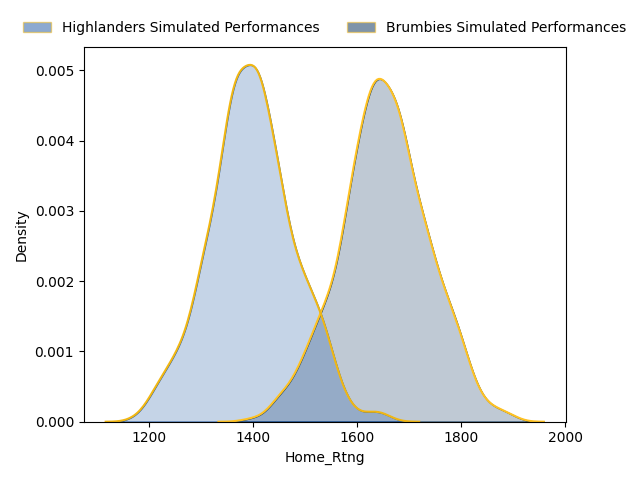 Highlanders Simulated Performances Brumbies Simulated Performances
0.005
0.004
0.003
0.002
0.001
0.000
Density
1200 1400 1600 1800 2000
Home_Rtng